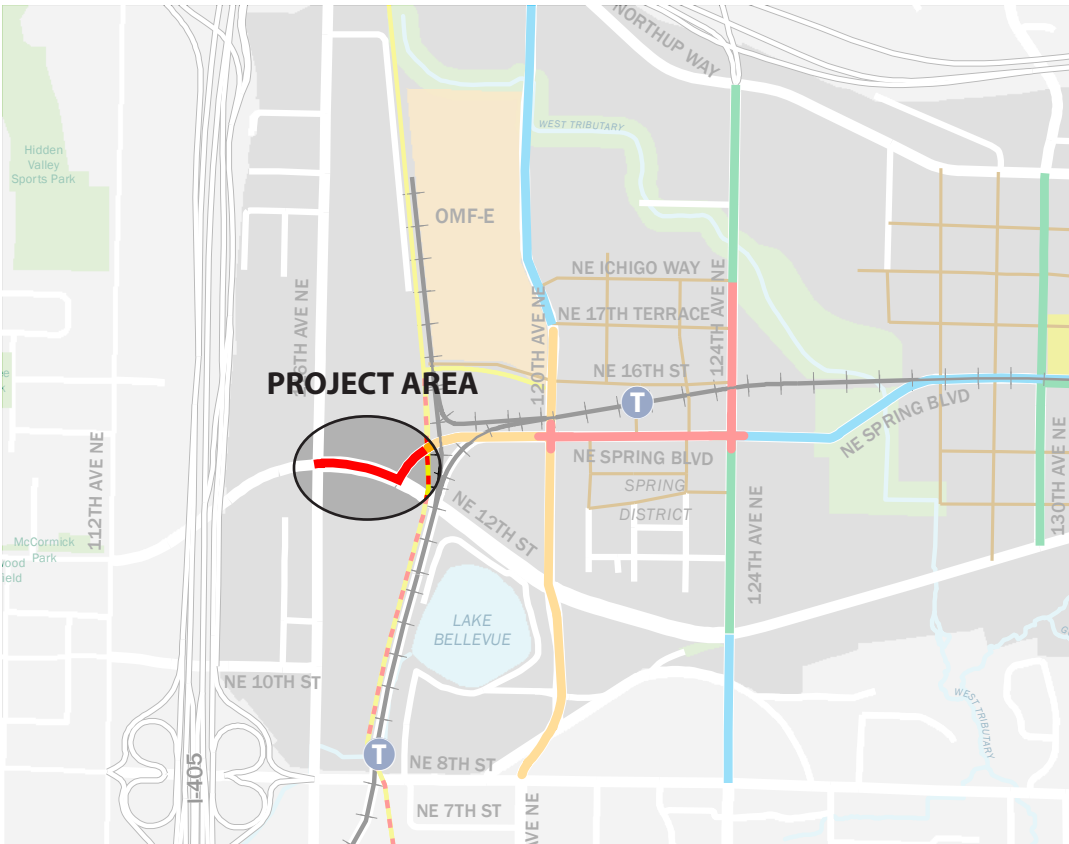 NORTHUP WAY
WEST TRIBUTARY
Hidden
Valley
Sports Park
OMF-E
NE ICHIGO WAY
124TH AVE NE
120TH AVE NE
NE 17TH TERRACE
NE 16TH ST
PROJECT AREA
T
NE SPRING BLVD
NE SPRING BLVD
SPRING
DISTRICT
112TH AVE NE
NE 12TH ST
124TH AVE NE
130TH AVE NE
McCormick
Park
LAKE
BELLEVUE
NE 10TH ST
WEST TRIBUTARY
I-405
T
NE 8TH ST
NE 7TH ST
AVE NE